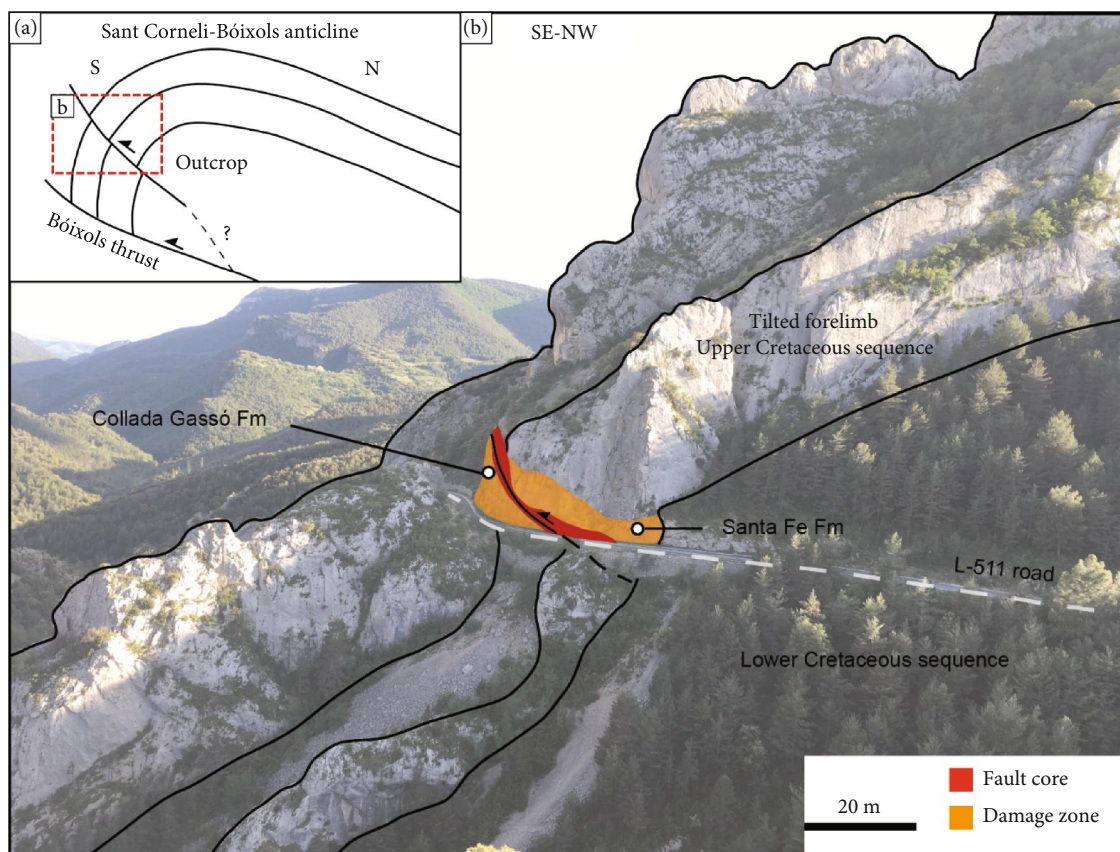 (a)
Sant Corneli-Bóixols anticline
S
N
b
Outcrop
?
Bóixols thrust
(b)
SE-NW
Tilted forelimb
Upper Cretaceous sequence
Collada Gassó Fm
Santa Fe Fm
L-511 road
Lower Cretaceous sequence
20 m
Fault core
Damage zone